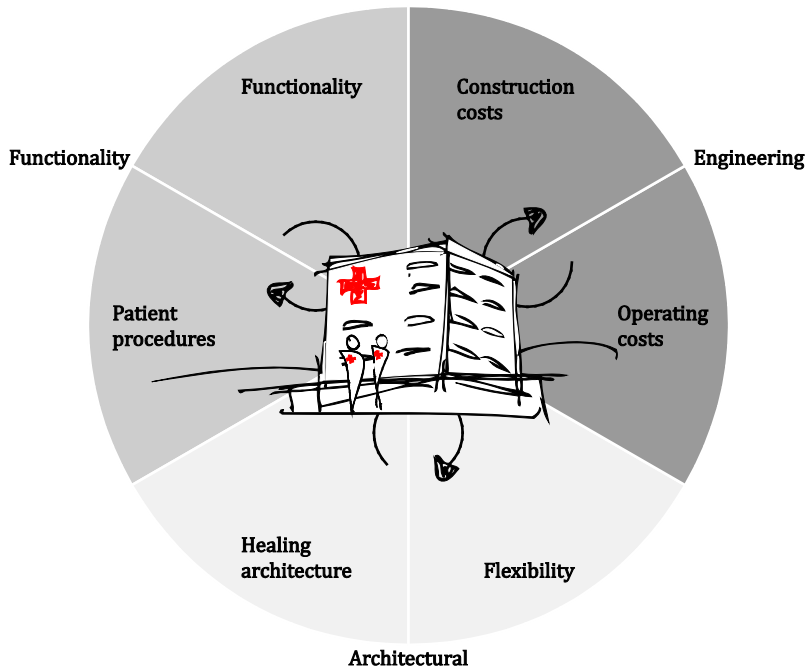 Functionality
Construction
costs
Functionality
Engineering
Patient
procedures
Operating
costs
Healing
architecture
Flexibility
Architectural